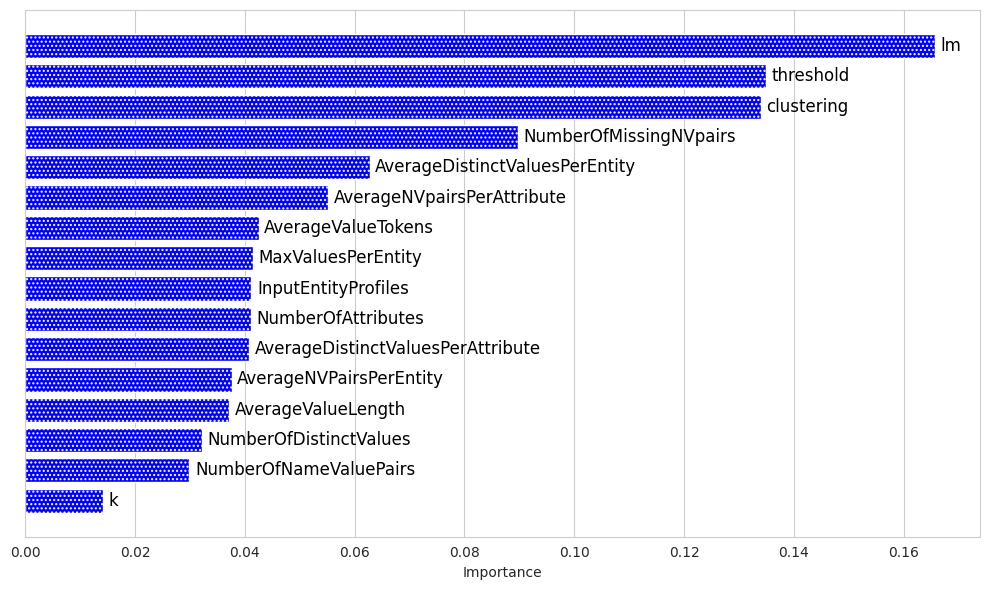 lm
threshold
clustering
NumberOfMissingNVpairs
AverageDistinctValuesPerEntity
AverageNVpairsPerAttribute
AverageValueTokens
MaxValuesPerEntity
InputEntityProfiles
NumberOfAttributes
AverageDistinctValuesPerAttribute
AverageNVPairsPerEntity
AverageValueLength
NumberOfDistinctValues
NumberOfNameValuePairs
k
0.00 0.02 0.04 0.06 0.08 0.10 0.12 0.14 0.16
Importance